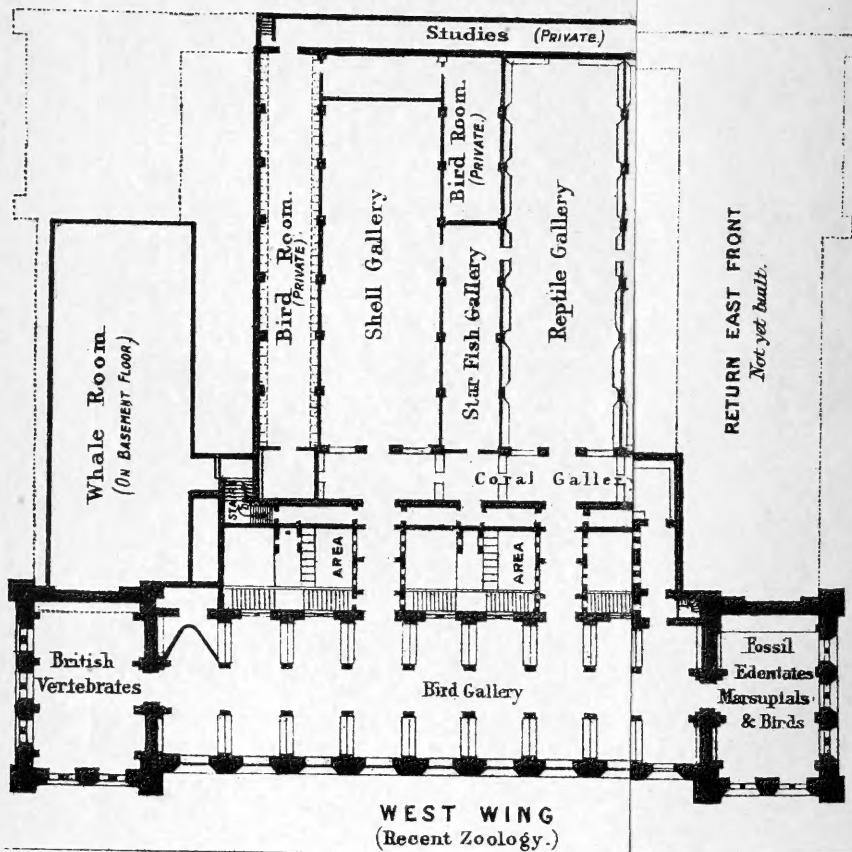 Studies (PRIVATE.)
Bird Room.
(PRIVATE).
Shell Gallery
Bird Room.
(PRIVATE.)
Star Fish Gallery
Reptile Gallery
Whale Room.
(ON BASEMENT FLOOR)
RETURN EAST FRONT
Not yet built.
Coral Gallery
AREA
AREA
British
Vertebrates
Bird Gallery
Fossil
Edentates
Marsupials
& Birds
WEST WING
(Recent Zoology.)